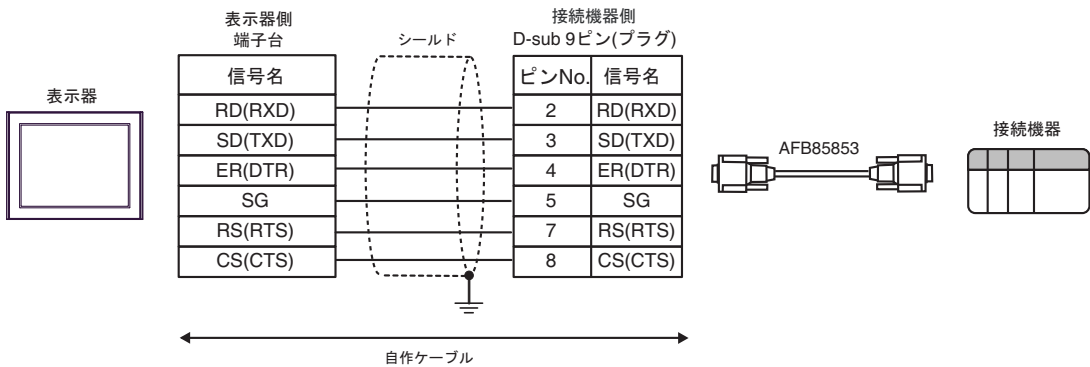 表示器
表示器側
端子台
シールド
接続機器側
D-sub 9ピン(プラグ)
信号名
ピンNo. 信号名
RD(RXD) 2 RD(RXD)
SD(TXD) 3 SD(TXD)
ER(DTR) 4 ER(DTR)
SG 5 SG
RS(RTS) 7 RS(RTS)
CS(CTS) 8 CS(CTS)
AFB85853
接続機器
自作ケーブル